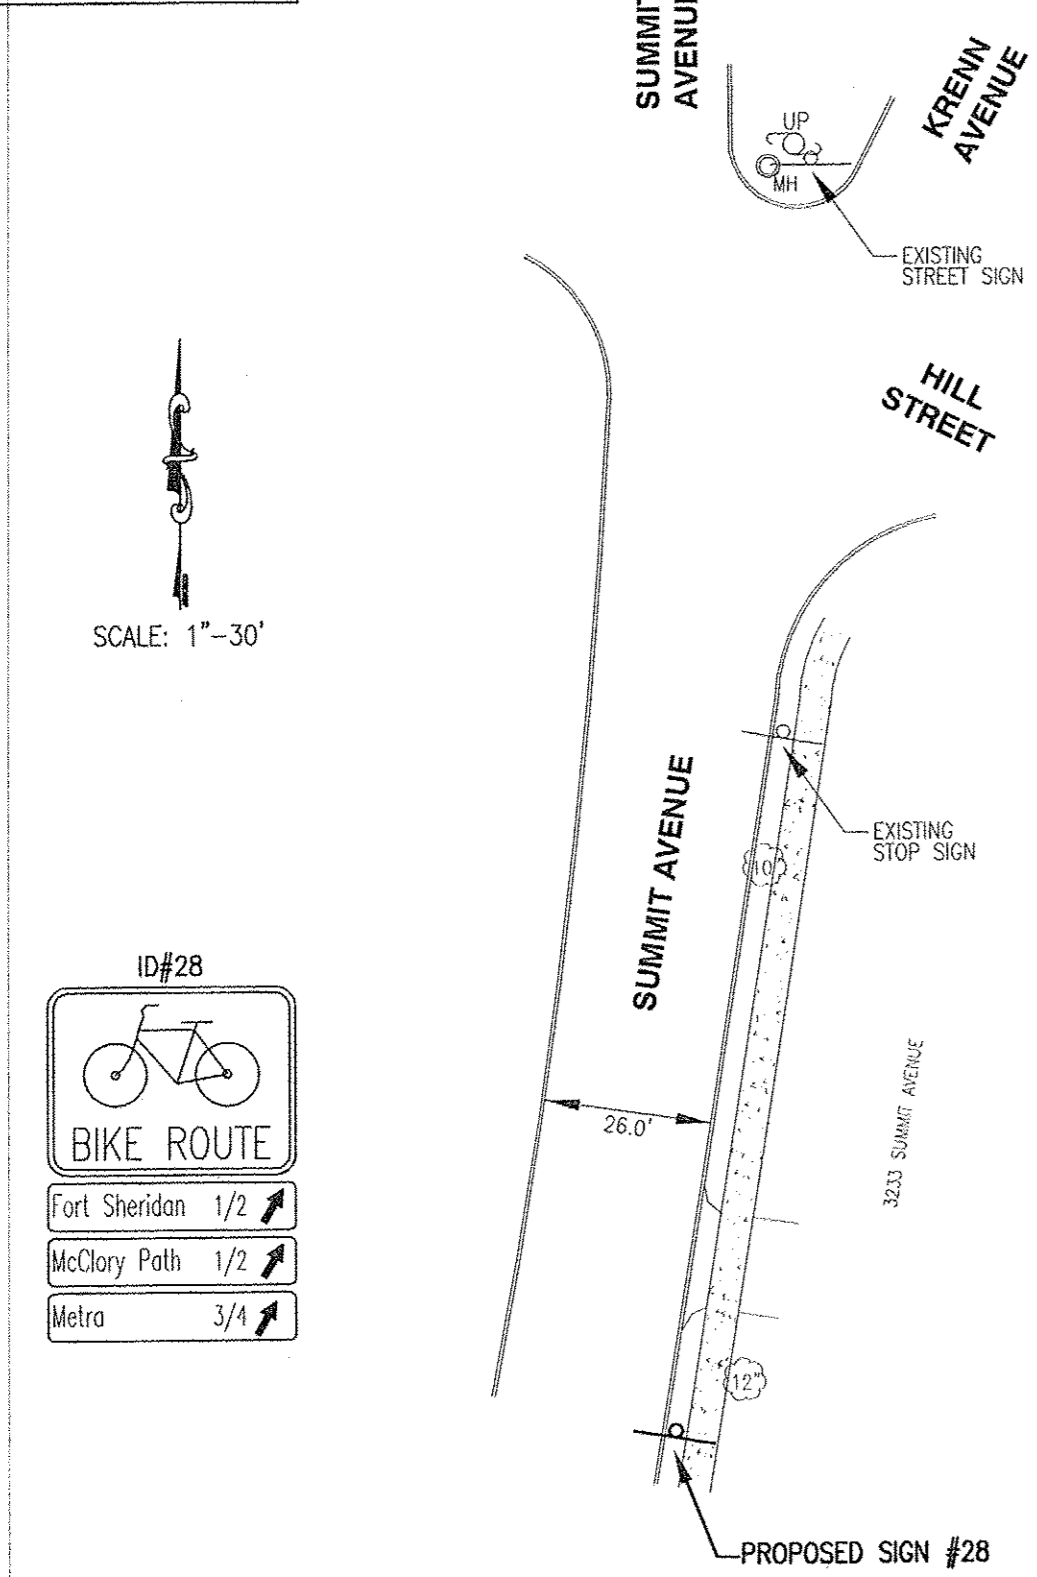 SUMMIT
AVENUE
KRENN
AVENUE
UP
MH
EXISTING
STREET SIGN
HILL
STREET
SCALE: 1"-30'
SUMMIT AVENUE
EXISTING
STOP SIGN
10
ID#28
BIKE ROUTE
Fort Sheridan 1/2
McClory Path 1/2
Metra 3/4
26.0'
3233 SUMMIT AVENUE
12"
PROPOSED SIGN #28